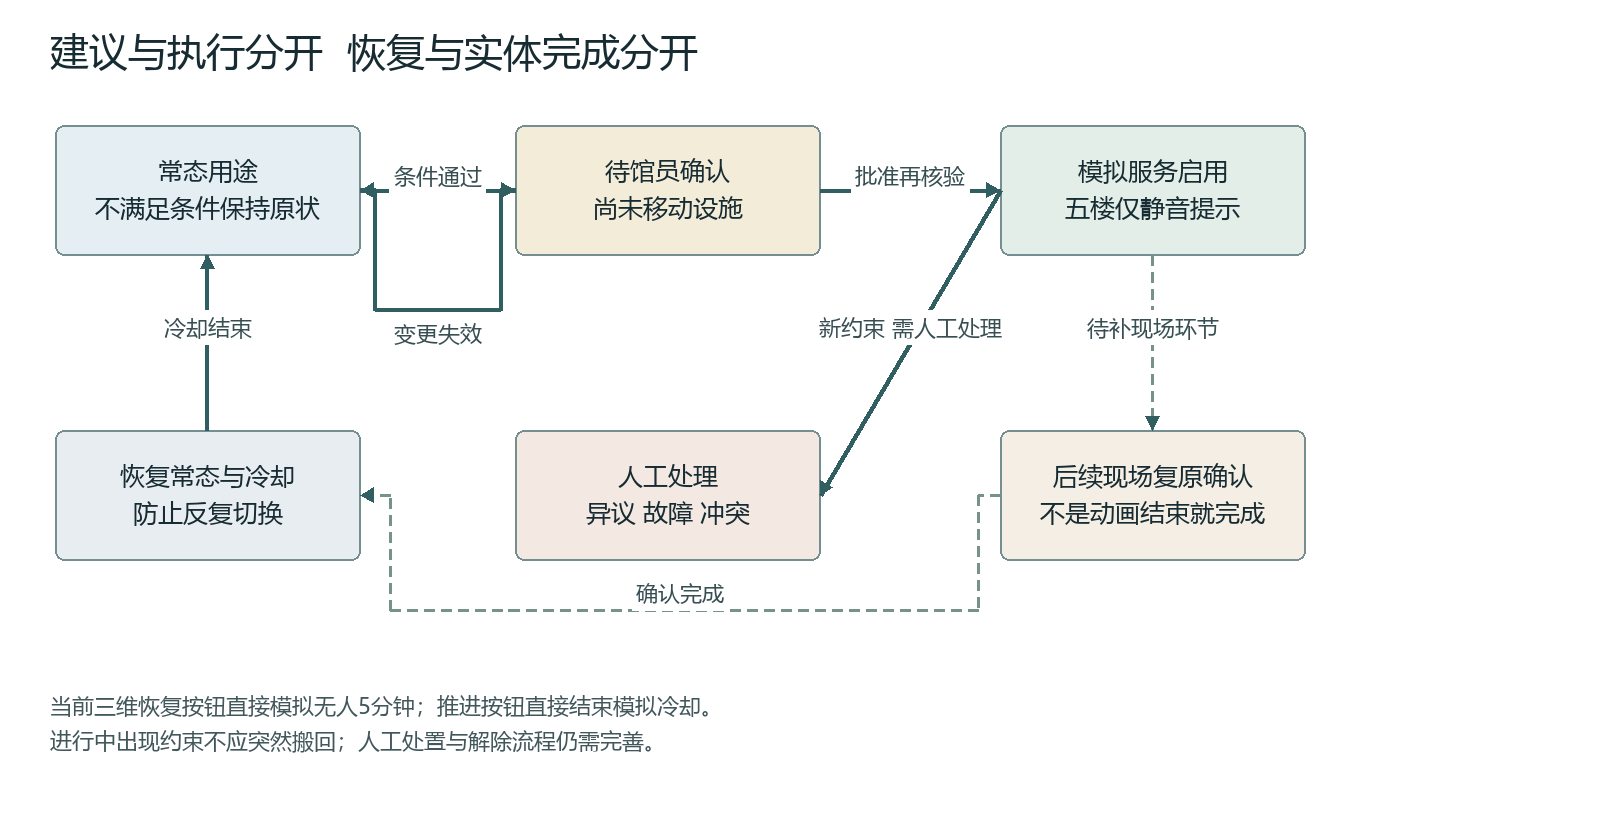 建议与执行分开 恢复与实体完成分开
常态用途
不满足条件保持原状
条件通过
待馆员确认
尚未移动设施
批准再核验
模拟服务启用
五楼仅静音提示
冷却结束
变更失效
新约束 需人工处理
待补现场环节
恢复常态与冷却
防止反复切换
人工处理
异议 故障 冲突
后续现场复原确认
不是动画结束就完成
确认完成
当前三维恢复按钮直接模拟无人5分钟；推进按钮直接结束模拟冷却。
进行中出现约束不应突然搬回；人工处置与解除流程仍需完善。